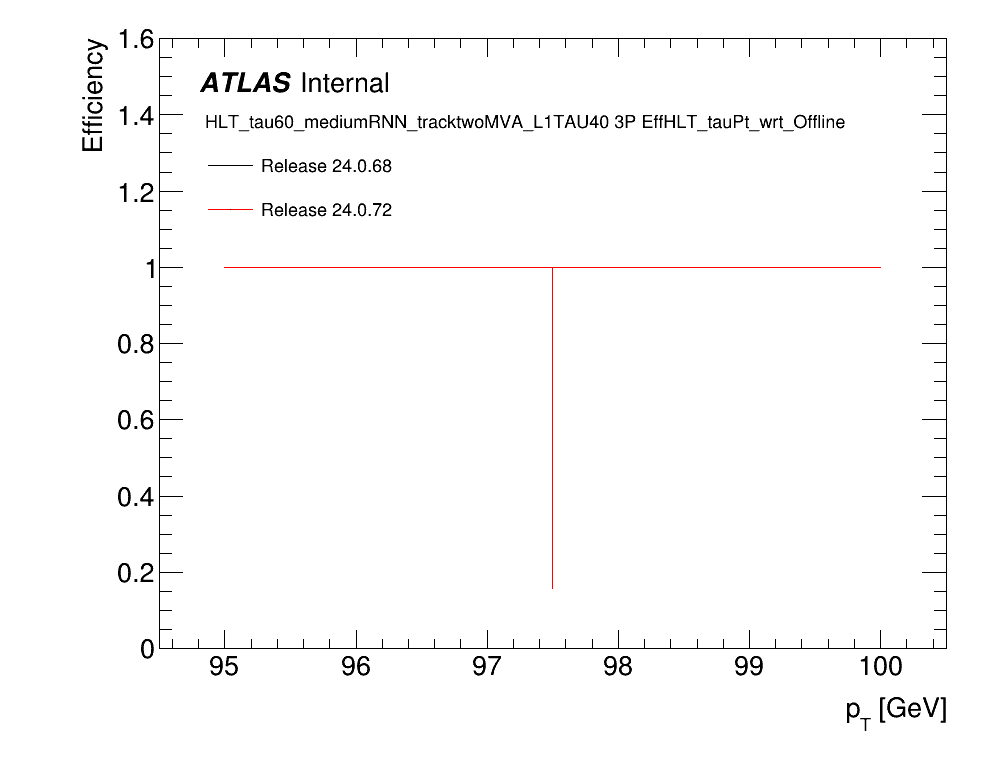 Efficiency
1.6
1.4
1.2
1
0.8
0.6
0.4
0.2
0
ATLAS Internal
HLT_tau60_mediumRNN_tracktwoMVA_L1TAU40 3P EffHLT_tauPt_wrt_Offline
Release 24.0.68
Release 24.0.72
95 96 97 98 99 100
p_T [GeV]